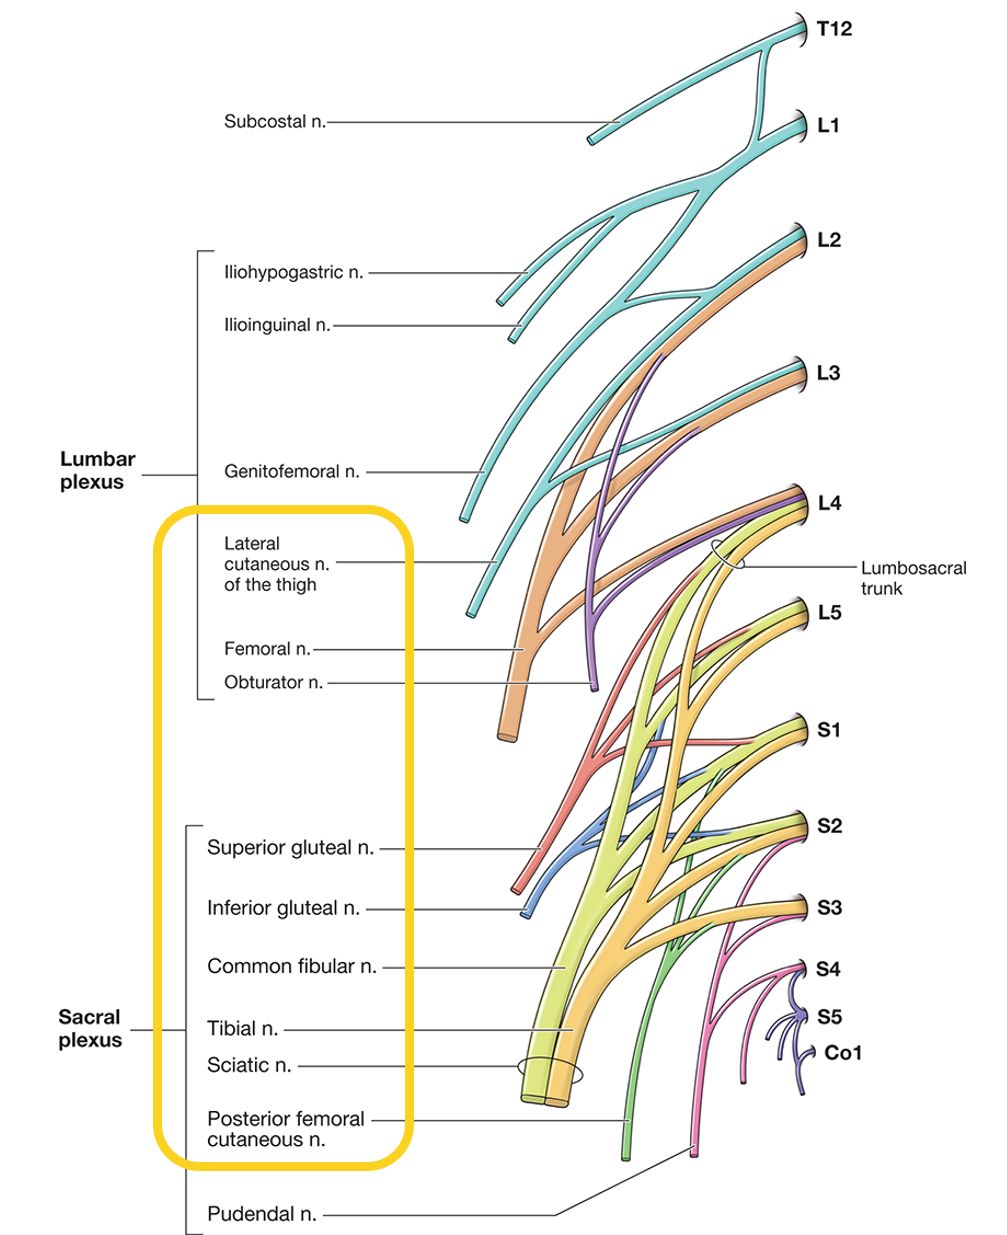 T12
Subcostal n.
L1
L2
Iliohypogastric n.
Ilioinguinal n.
L3
Lumbar
plexus
Genitofemoral n.
L4
Lateral
cutaneous n.
of the thigh
Lumbosacral
trunk
L5
Femoral n.
Obturator n.
S1
S2
Superior gluteal n.
Inferior gluteal n.
S3
Common fibular n.
S4
Sacral
plexus
Tibial n.
S5
Sciatic n.
Co1
Posterior femoral
cutaneous n.
Pudendal n.